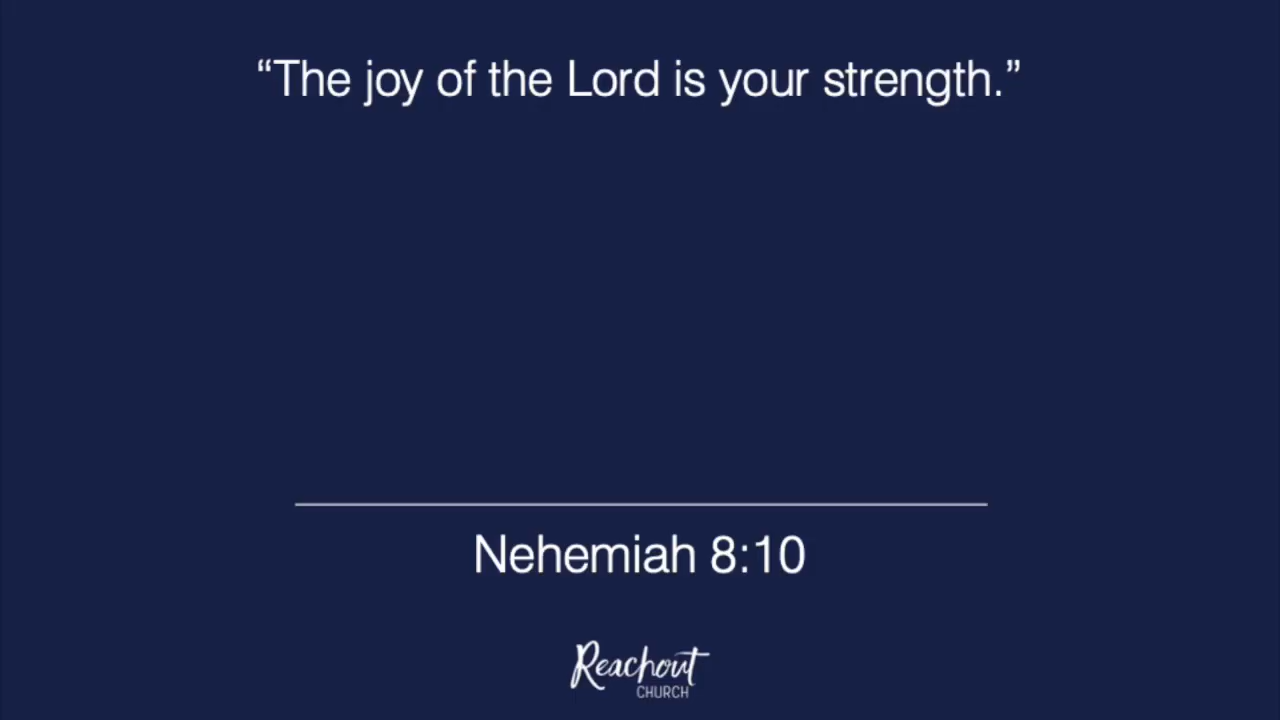 “The joy of the Lord is your strength.”
Nehemiah 8:10
Reachout
CHURCH